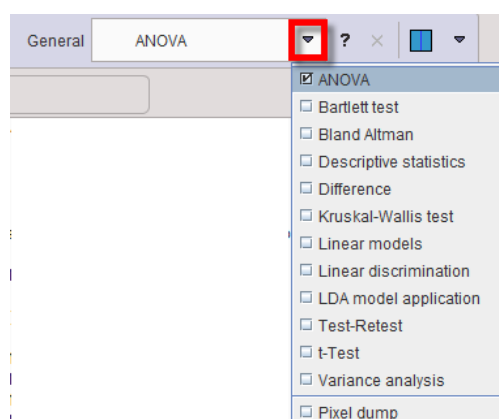 General ANOVA ?
ANOVA
Bartlett test
Bland Altman
Descriptive statistics
Difference
Kruskal-Wallis test
Linear models
Linear discrimination
LDA model application
Test-Retest
t-Test
Variance analysis
Pixel dump